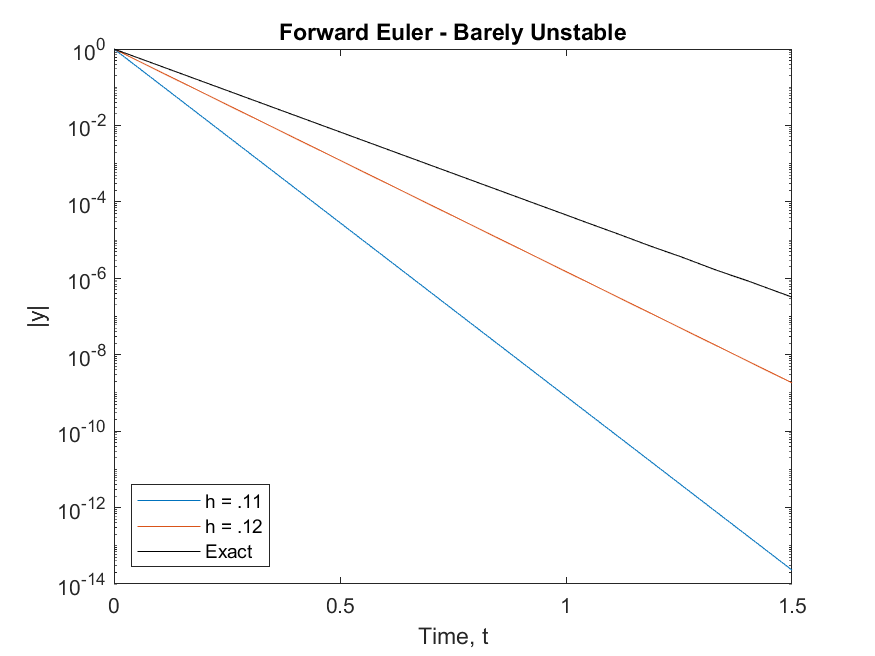 Forward Euler - Barely Unstable
10^0
10^-2
10^-4
10^-6
10^-8
10^-10
10^-12
10^-14
|y|
h = .11
h = .12
Exact
0 0.5 1 1.5
Time, t